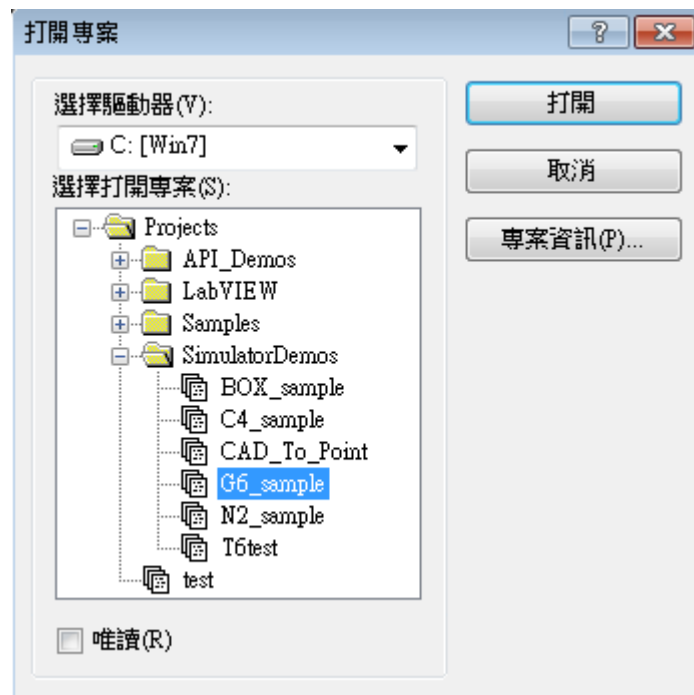 打開專案
選擇驅動器(V):
打開
C: [Win7]
取消
選擇打開專案(S):
Projects
專案資訊(P)...
API_Demos
LabVIEW
Samples
SimulatorDemos
BOX_sample
C4_sample
CAD_To_Point
G6_sample
N2_sample
T6test
test
唯讀(R)